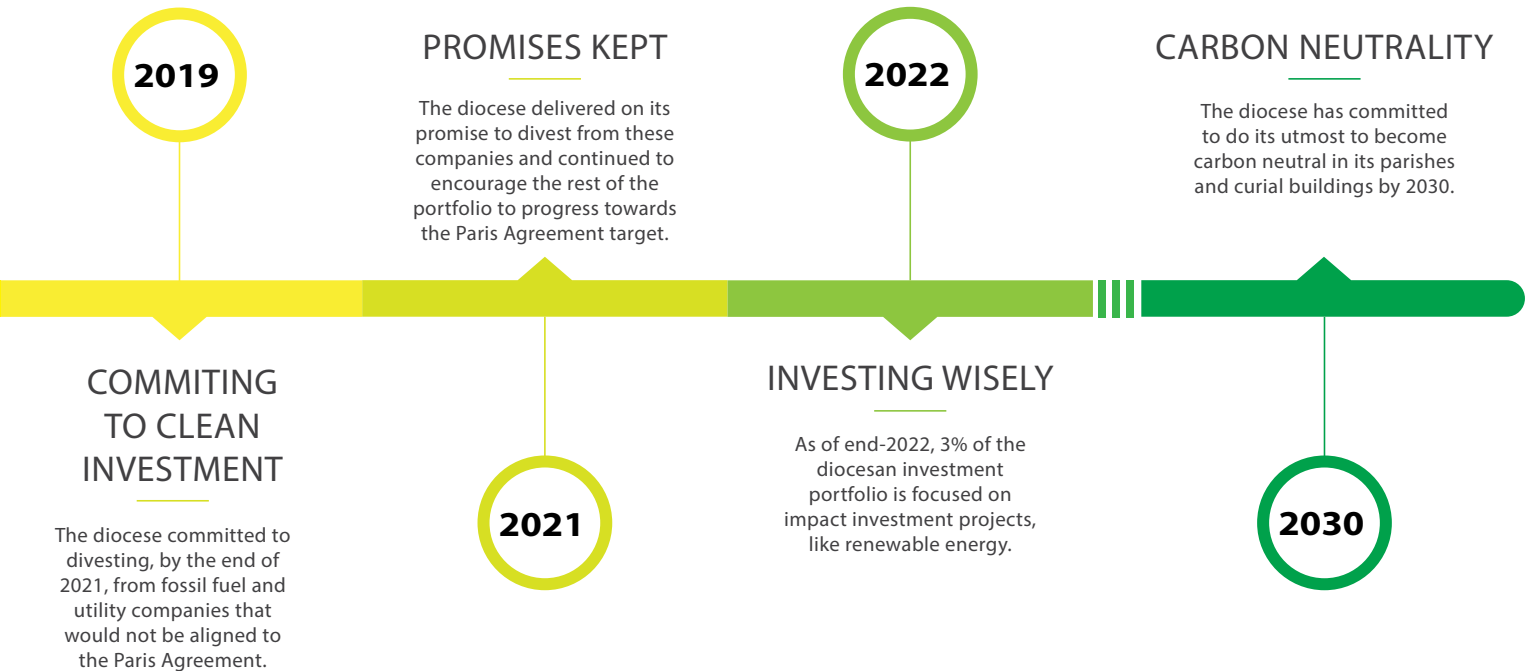 2019
COMMITING
TO CLEAN
INVESTMENT
The diocese committed to
divesting, by the end of
2021, from fossil fuel and
utility companies that
would not be aligned to
the Paris Agreement.
PROMISES KEPT
The diocese delivered on its
promise to divest from these
companies and continued to
encourage the rest of the
portfolio to progress towards
the Paris Agreement target.
2021
2022
INVESTING WISELY
As of end-2022, 3% of the
diocesan investment
portfolio is focused on
impact investment projects,
like renewable energy.
CARBON NEUTRALITY
The diocese has committed
to do its utmost to become
carbon neutral in its parishes
and curial buildings by 2030.
2030